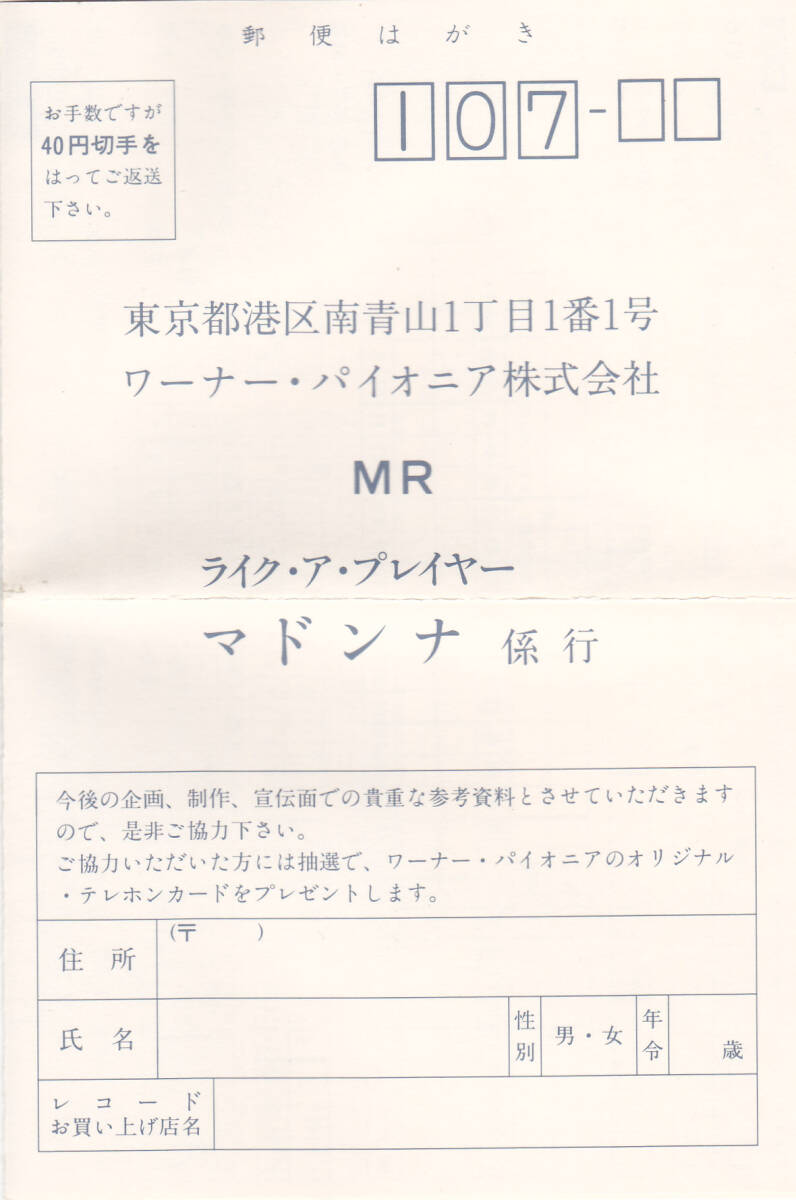 郵便はがき
お手数ですが
40円切手を
はってご返送
下さい。
107-
東京都港区南青山1丁目1番1号
ワーナー・パイオニア株式会社
MR
ライク・ア・プレイヤー
マドンナ 係行
今後の企画、制作、宣伝面での貴重な参考資料とさせていただきます
ので、是非ご協力下さい。
ご協力いただいた方には抽選で、ワーナー・パイオニアのオリジナル
・テレホンカードをプレゼントします。
住所
(〒 )
氏名
性別
男・女
年令
歳
レコード
お買い上げ店名